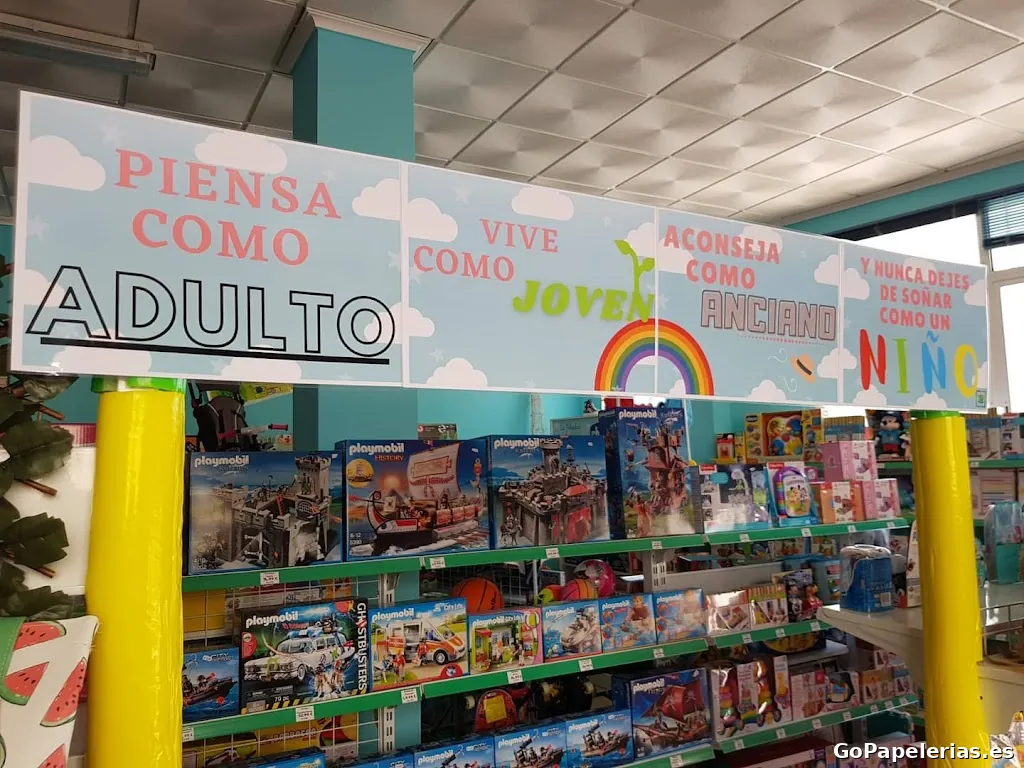 PIENSA
COMO
ADULTO
VIVE
COMO
JOVEN
ACONSEJA
COMO
ANCIANO
Y NUNCA DEJES
DE SOÑAR
COMO UN
NIÑO
playmobil
playmobil
HISTORY
playmobil
playmobil
playmobil
GHOSTBUSTERS
playmobil
playmobil
GoPapelerias.es